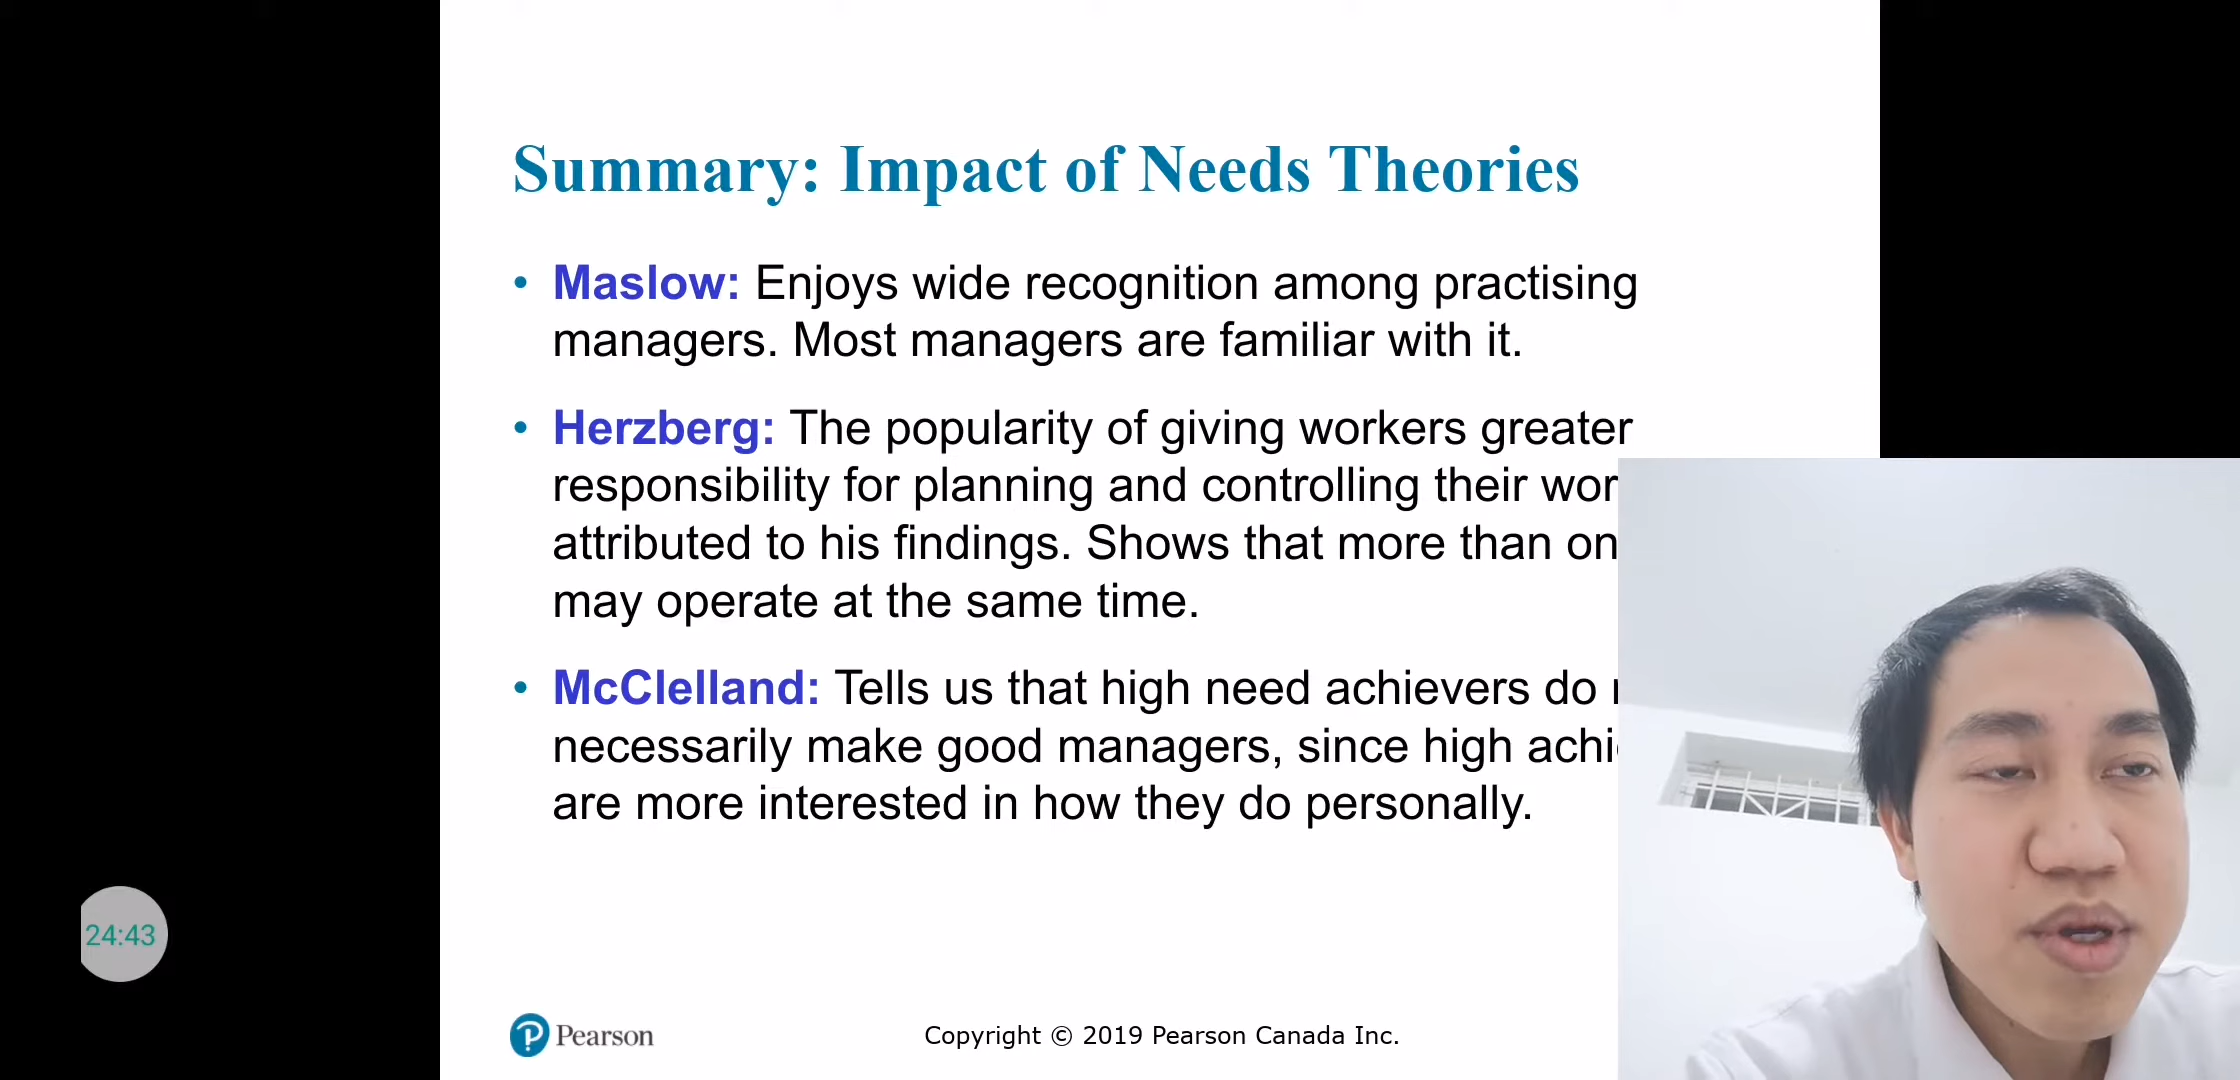 Summary: Impact of Needs Theories
• Maslow: Enjoys wide recognition among practising
managers. Most managers are familiar with it.
• Herzberg: The popularity of giving workers greater
responsibility for planning and controlling their
attributed to his findings. Shows that more than
may operate at the same time.
• McClelland: Tells us that high need achievers do
necessarily make good managers, since high
are more interested in how they do personally.
24:43
Pearson
Copyright © 2019 Pearson Canada Inc.